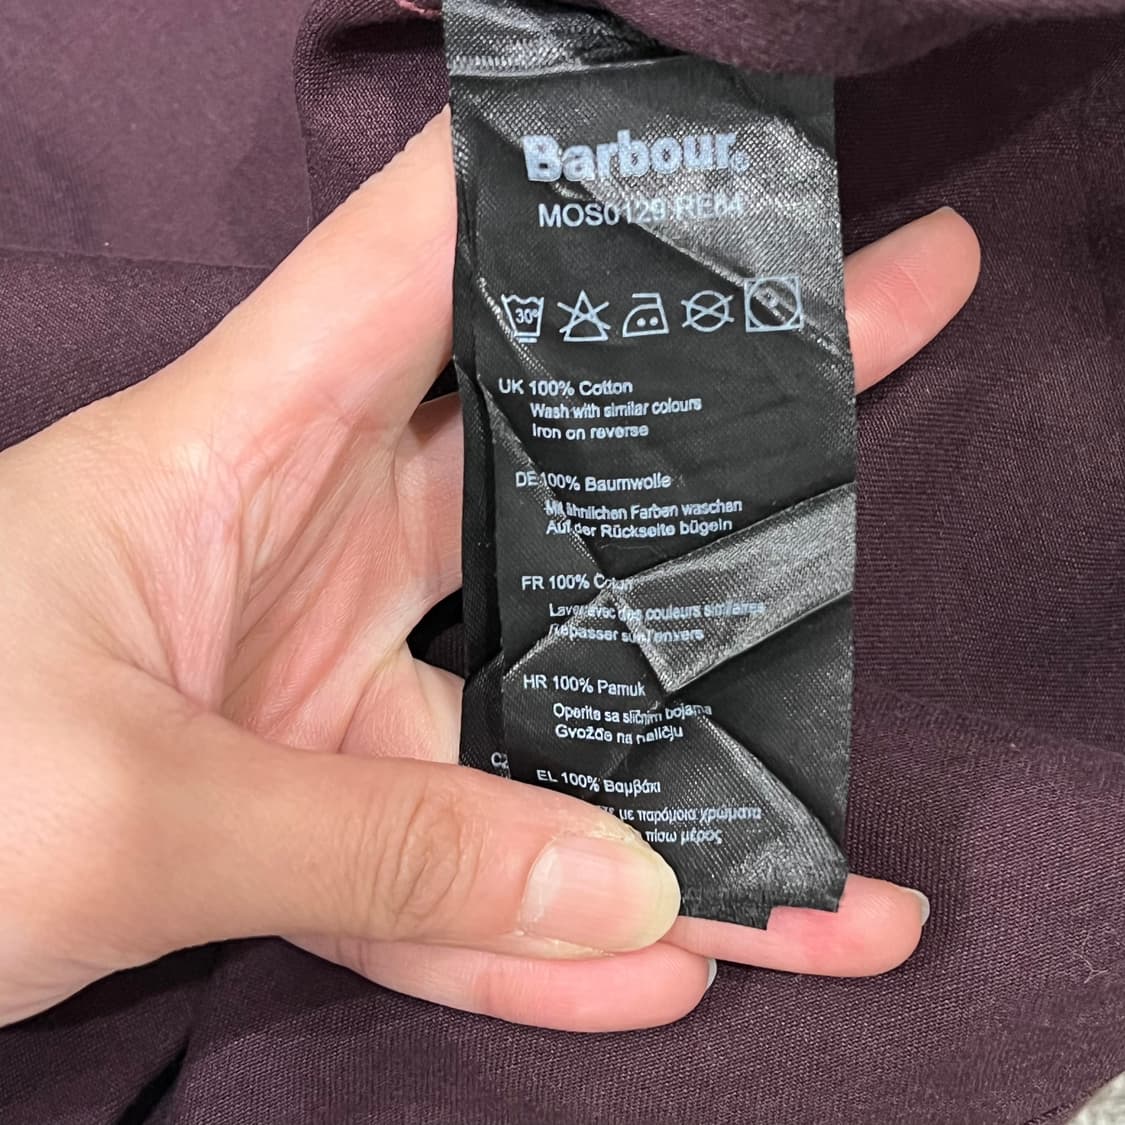 Barbour®
MOS0129 RE64
30°
UK 100% Cotton
Wash with similar colours
Iron on reverse
DE 100% Baumwolle
Mit ähnlichen Farben waschen
Auf der Rückseite bügeln
FR 100% Coton
Laver avec des couleurs similaires
Repasser sur l'envers
HR 100% Pamuk
Operite sa sličnim bojama
Gvožđe na naličju
CZ
EL 100% Βαμβάκι
με παρόμοια χρώματα
πίσω μέρος